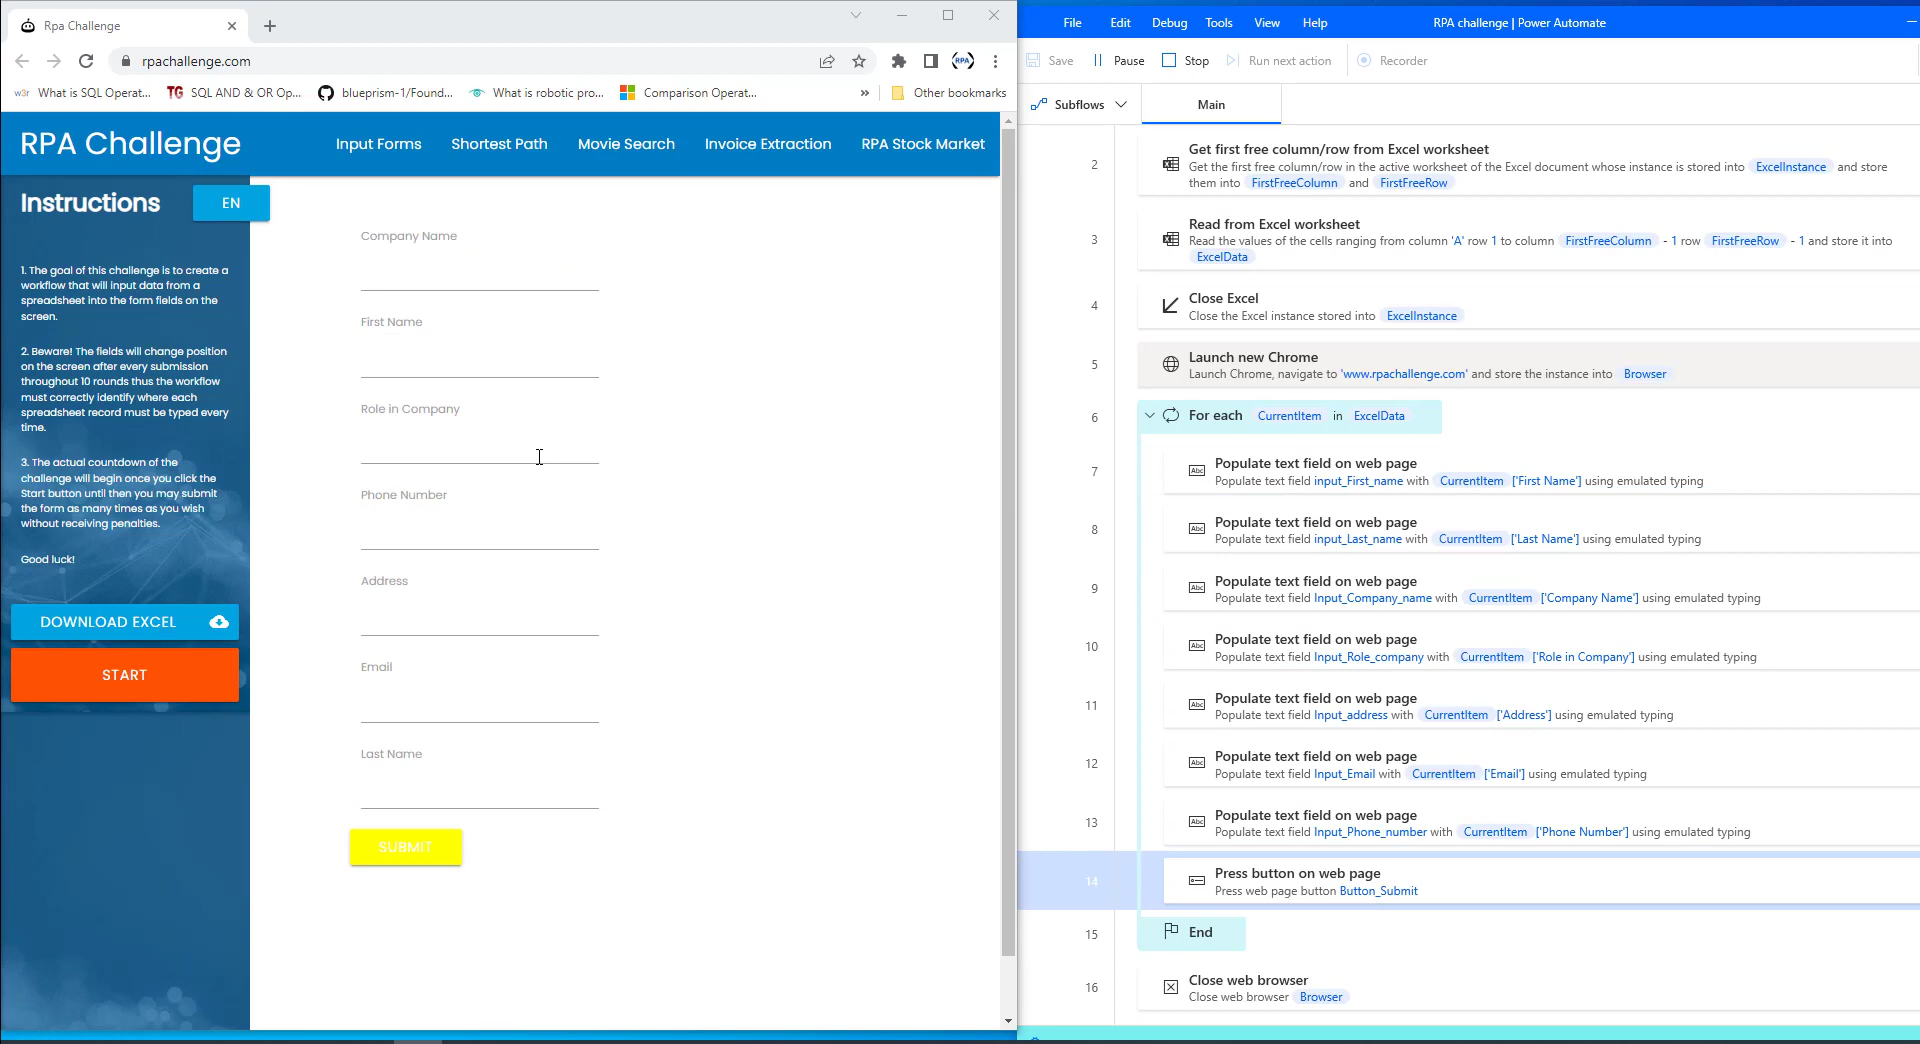 Rpa Challenge
rpachallenge.com
RPA
w3r What is SQL Operat...
TG SQL AND & OR Op...
blueprism-1/Found...
What is robotic pro...
Comparison Operat...
»
Other bookmarks
RPA Challenge
Input Forms
Shortest Path
Movie Search
Invoice Extraction
RPA Stock Market
Instructions
EN
1. The goal of this challenge is to create a
workflow that will input data from a
spreadsheet into the form fields on the
screen.
2. Beware! The fields will change position
on the screen after every submission
throughout 10 rounds thus the workflow
must correctly identify where each
spreadsheet record must be typed every
time.
3. The actual countdown of the
challenge will begin once you click the
Start button until then you may submit
the form as many times as you wish
without receiving penalties.
Good luck!
DOWNLOAD EXCEL
START
Company Name
First Name
Role in Company
Phone Number
Address
Email
Last Name
SUBMIT
File Edit Debug Tools View Help
RPA challenge | Power Automate
Save Pause Stop Run next action Recorder
Subflows
Main
2
Get first free column/row from Excel worksheet
Get the first free column/row in the active worksheet of the Excel document whose instance is stored into ExcelInstance and store
them into FirstFreeColumn and FirstFreeRow
3
Read from Excel worksheet
Read the values of the cells ranging from column 'A' row 1 to column FirstFreeColumn - 1 row FirstFreeRow - 1 and store it into
ExcelData
4
Close Excel
Close the Excel instance stored into ExcelInstance
5
Launch new Chrome
Launch Chrome, navigate to 'www.rpachallenge.com' and store the instance into Browser
6
For each CurrentItem in ExcelData
7
Abc Populate text field on web page
Populate text field input_First_name with CurrentItem ['First Name'] using emulated typing
8
Abc Populate text field on web page
Populate text field input_Last_name with CurrentItem ['Last Name'] using emulated typing
9
Abc Populate text field on web page
Populate text field Input_Company_name with CurrentItem ['Company Name'] using emulated typing
10
Abc Populate text field on web page
Populate text field Input_Role_company with CurrentItem ['Role in Company'] using emulated typing
11
Abc Populate text field on web page
Populate text field Input_address with CurrentItem ['Address'] using emulated typing
12
Abc Populate text field on web page
Populate text field Input_Email with CurrentItem ['Email'] using emulated typing
13
Abc Populate text field on web page
Populate text field Input_Phone_number with CurrentItem ['Phone Number'] using emulated typing
14
Press button on web page
Press web page button Button_Submit
15
End
16
Close web browser
Close web browser Browser